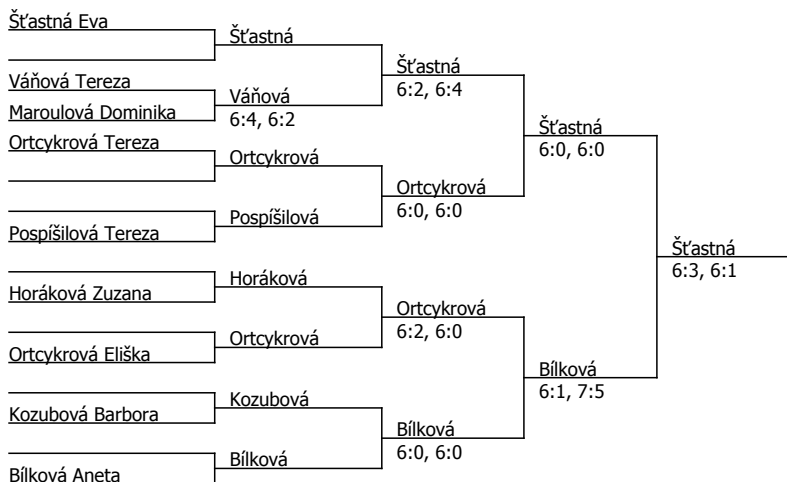 Šťastná Eva
Šťastná
Váňová Tereza
Maroulová Dominika
Váňová
6:4, 6:2
Šťastná
6:2, 6:4
Ortcykrová Tereza
Ortcykrová
Pospíšilová Tereza
Pospíšilová
Ortcykrová
6:0, 6:0
Šťastná
6:0, 6:0
Horáková Zuzana
Horáková
Ortcykrová Eliška
Ortcykrová
Ortcykrová
6:2, 6:0
Kozubová Barbora
Kozubová
Bílková Aneta
Bílková
Bílková
6:0, 6:0
Bílková
6:1, 7:5
Šťastná
6:3, 6:1